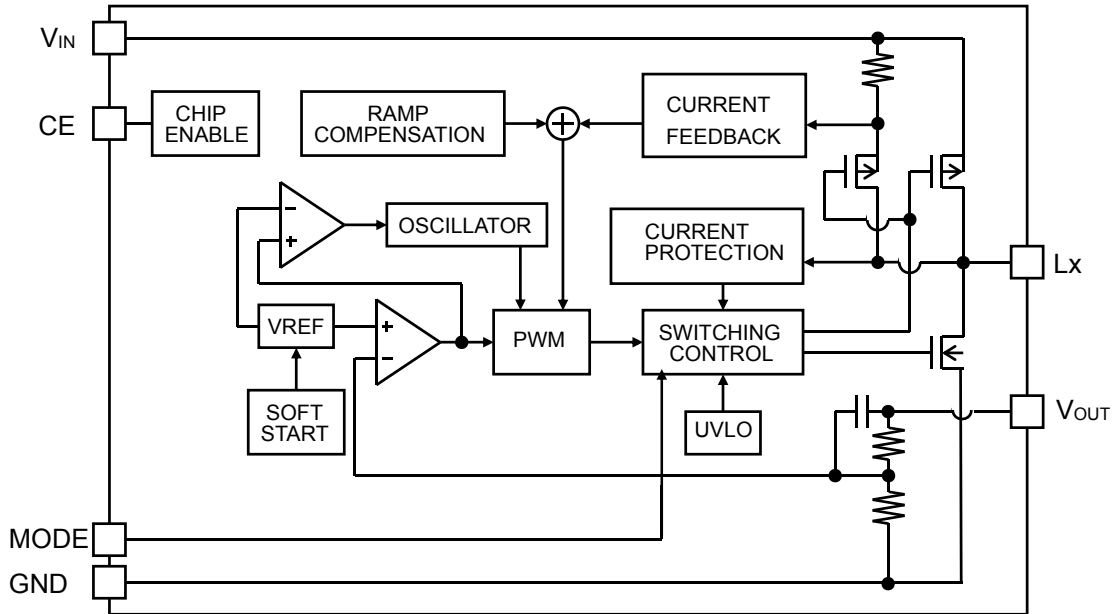 VIN
CE
CHIP
ENABLE
RAMP
COMPENSATION
+
CURRENT
FEEDBACK
-
+
OSCILLATOR
CURRENT
PROTECTION
Lx
VREF
+
-
PWM
SWITCHING
CONTROL
SOFT
START
UVLO
VOUT
MODE
GND